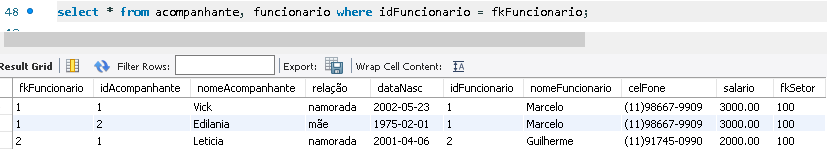 48 select * from acompanhante, funcionario where idFuncionario = fkFuncionario;
Result Grid Filter Rows: Export: Wrap Cell Content:
fkFuncionario idAcompanhante nomeAcompanhante relação dataNasc idFuncionario nomeFuncionario celFone salario fkSetor
1 1 Vick namorada 2002-05-23 1 Marcelo (11)98667-9909 3000.00 100
1 2 Edilania mãe 1975-02-01 1 Marcelo (11)98667-9909 3000.00 100
2 1 Leticia namorada 2001-04-06 2 Guilherme (11)91745-0990 2000.00 100